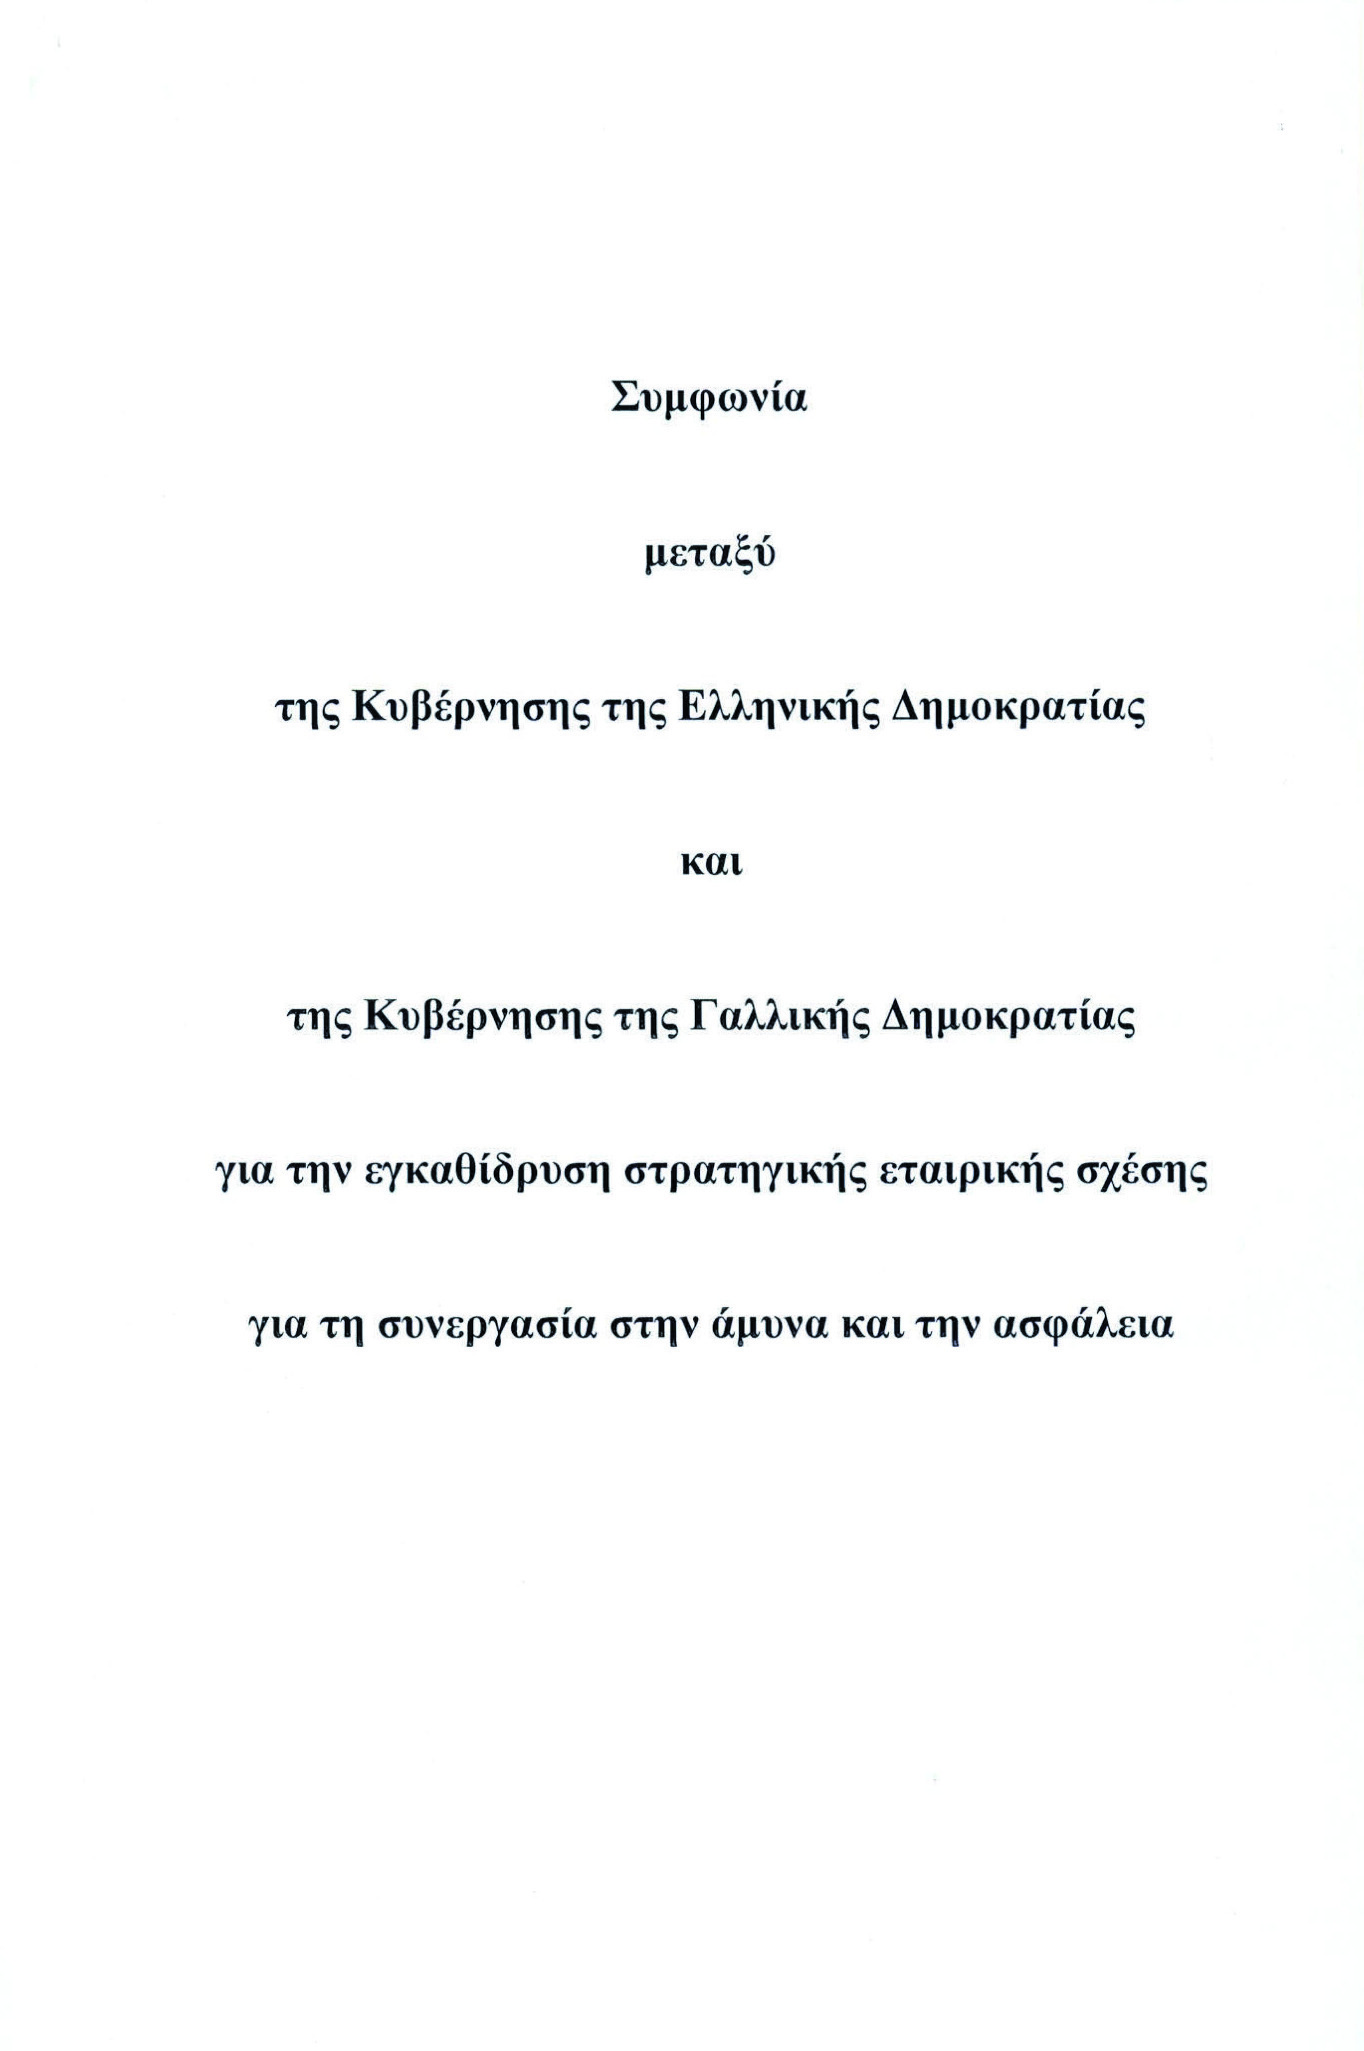 Συμφωνία
μεταξύ
της Κυβέρνησης της Ελληνικής Δημοκρατίας
και
της Κυβέρνησης της Γαλλικής Δημοκρατίας
για την εγκαθίδρυση στρατηγικής εταιρικής σχέσης
για τη συνεργασία στην άμυνα και την ασφάλεια